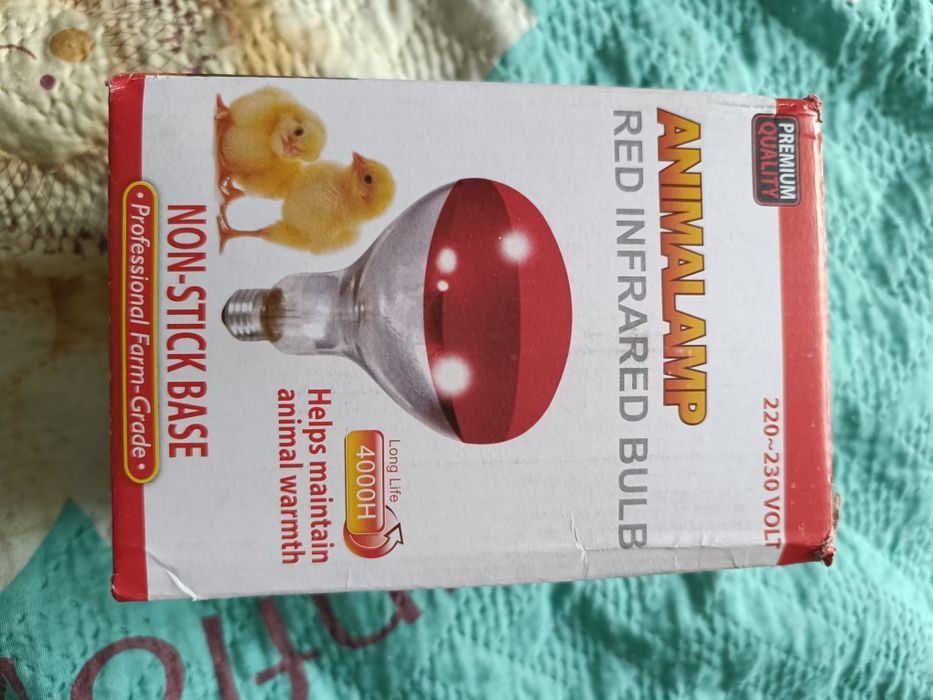 PREMIUM
QUALITY
220~230 VOLT
ANIMALAMP
RED INFRARED BULB
Long Life
4000H
Helps maintain
animal warmth
NON-STICK BASE
• Professional Farm-Grade •